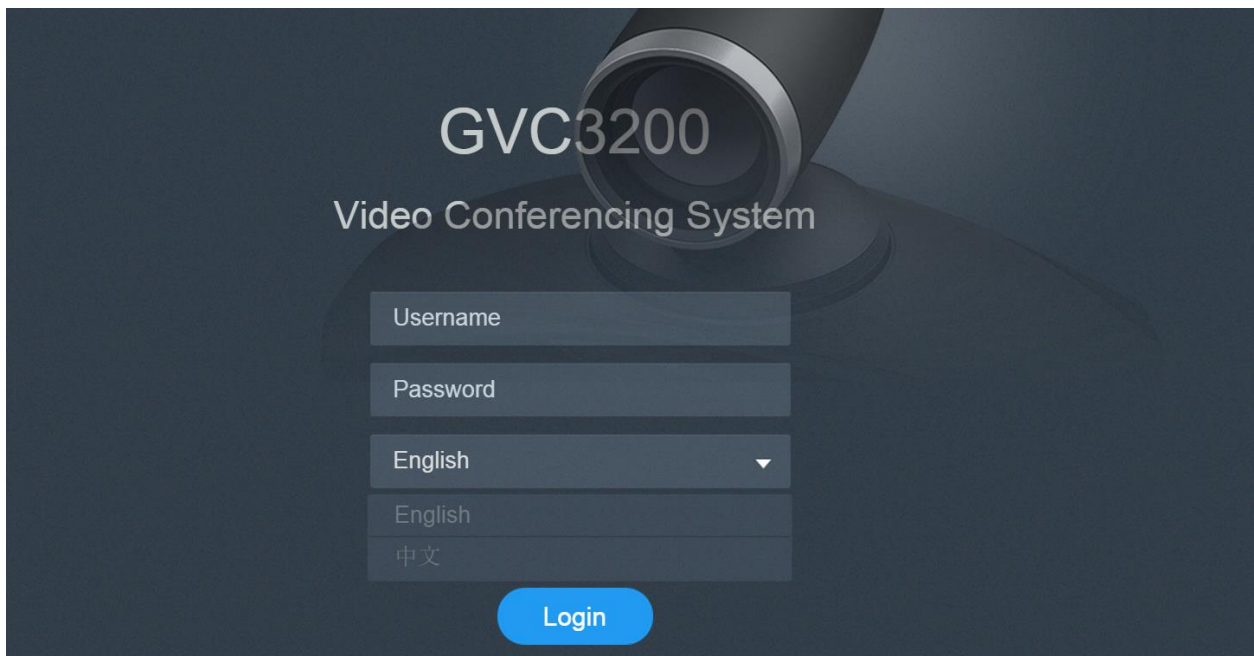 GVC3200
Video Conferencing System
Username
Password
English
English
中文
Login